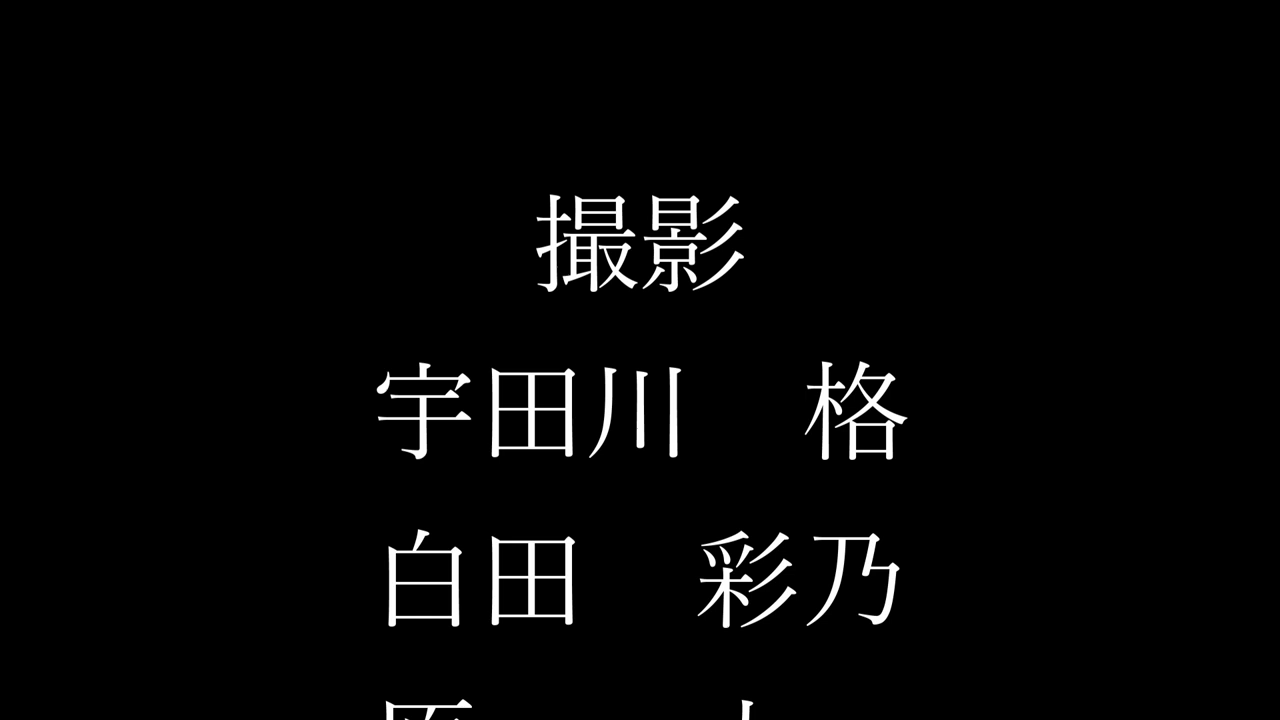 撮影
宇田川　格
白田　彩乃